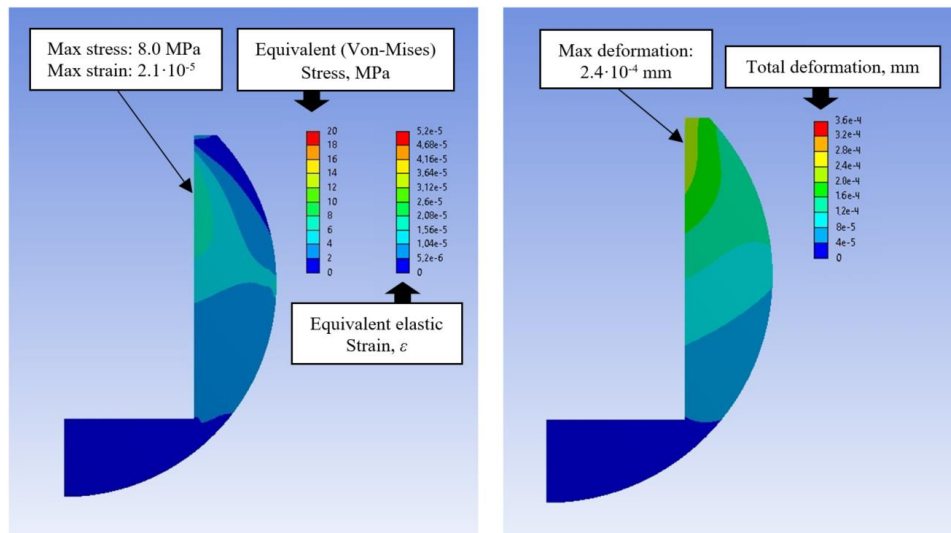 Max stress: 8.0 MPa
Max strain: 2.1·10⁻⁵
Equivalent (Von-Mises)
Stress, MPa
20
18
16
14
12
10
8
6
4
2
0
5,2e-5
4,68e-5
4,16e-5
3,64e-5
3,12e-5
2,6e-5
2,08e-5
1,56e-5
1,04e-5
5,2e-6
0
Equivalent elastic
Strain, ε
Max deformation:
2.4·10⁻⁴ mm
Total deformation, mm
3.6e-4
3.2e-4
2.8e-4
2.4e-4
2.0e-4
1.6e-4
1.2e-4
8e-5
4e-5
0